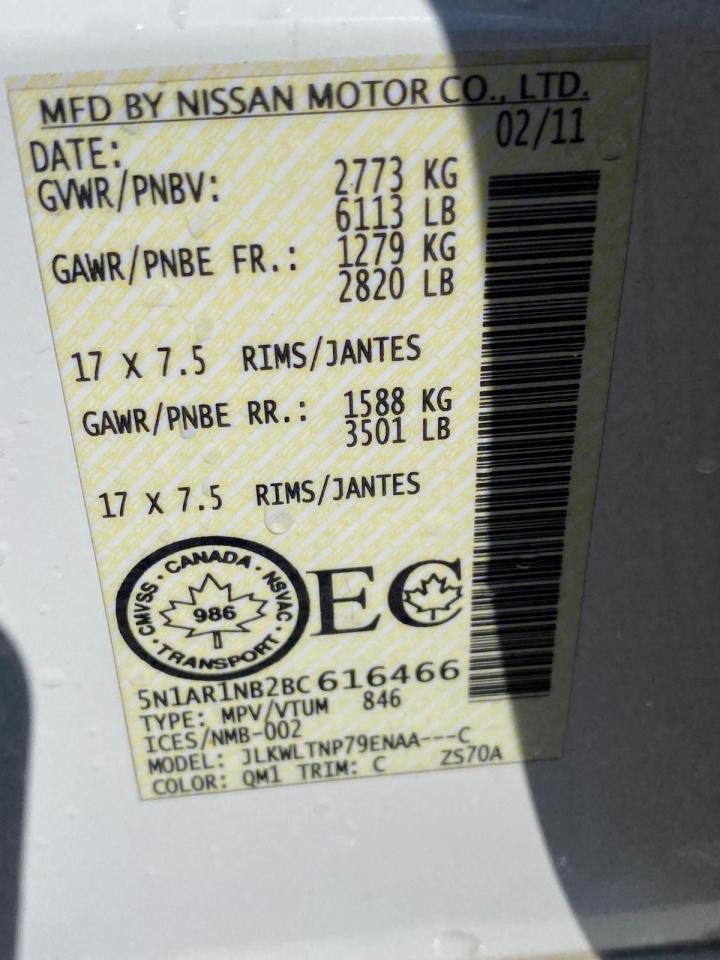 MFD BY NISSAN MOTOR CO., LTD.
DATE: 02/11
GVWR/PNBV: 2773 KG
6113 LB
GAWR/PNBE FR.: 1279 KG
2820 LB
17 X 7.5 RIMS/JANTES
GAWR/PNBE RR.: 1588 KG
3501 LB
17 X 7.5 RIMS/JANTES
CMVSS · CANADA · NSVAC · TRANSPORT ·
986
EC
5N1AR1NB2BC616466
TYPE: MPV/VTUM 846
ICES/NMB-002
MODEL: JLKWLTNP79ENAA---C
COLOR: QM1 TRIM: C ZS70A